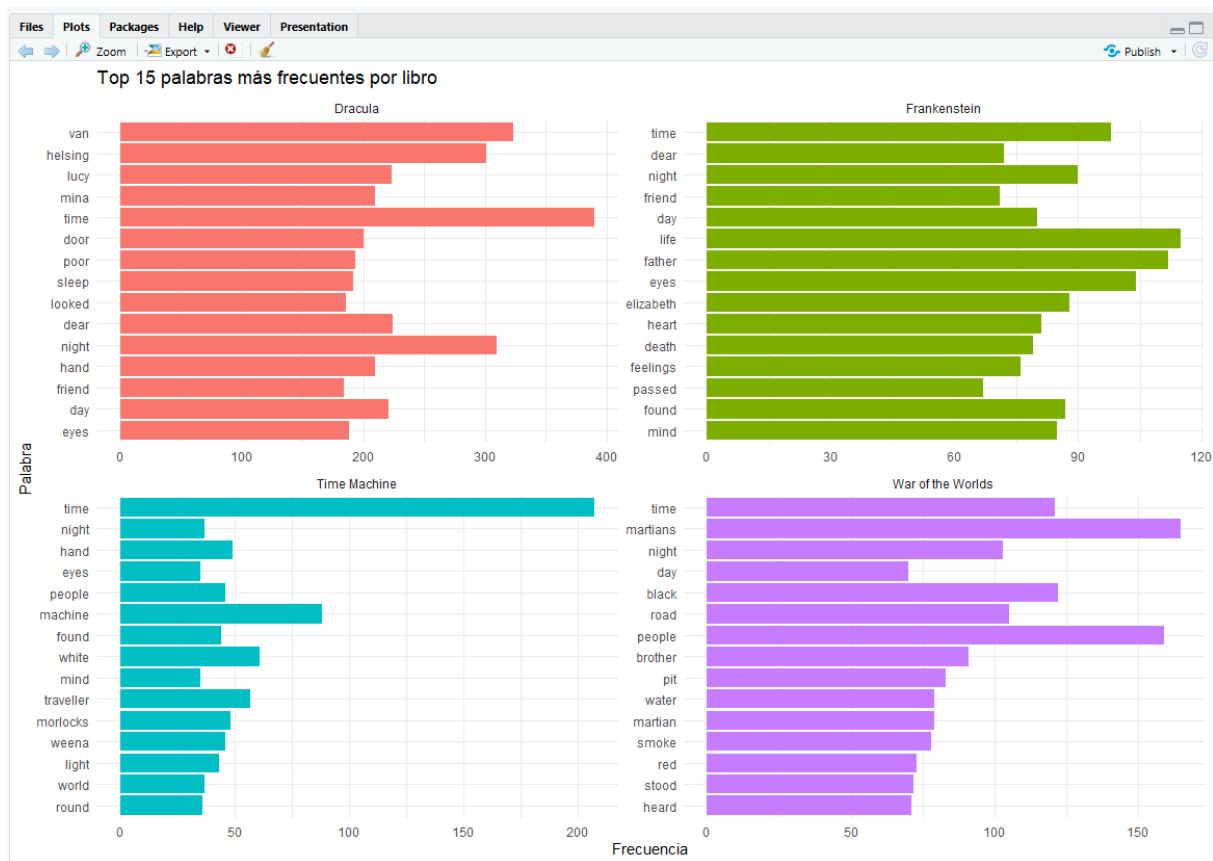 Files Plots Packages Help Viewer Presentation
Zoom Export Publish
Top 15 palabras más frecuentes por libro
Dracula
van
helsing
lucy
mina
time
door
poor
sleep
looked
dear
night
hand
friend
day
eyes
0 100 200 300 400
Frankenstein
time
dear
night
friend
day
life
father
eyes
elizabeth
heart
death
feelings
passed
found
mind
0 30 60 90 120
Palabra
Time Machine
time
night
hand
eyes
people
machine
found
white
mind
traveller
morlocks
weena
light
world
round
0 50 100 150 200
War of the Worlds
time
martians
night
day
black
road
people
brother
pit
water
martian
smoke
red
stood
heard
0 50 100 150
Frecuencia